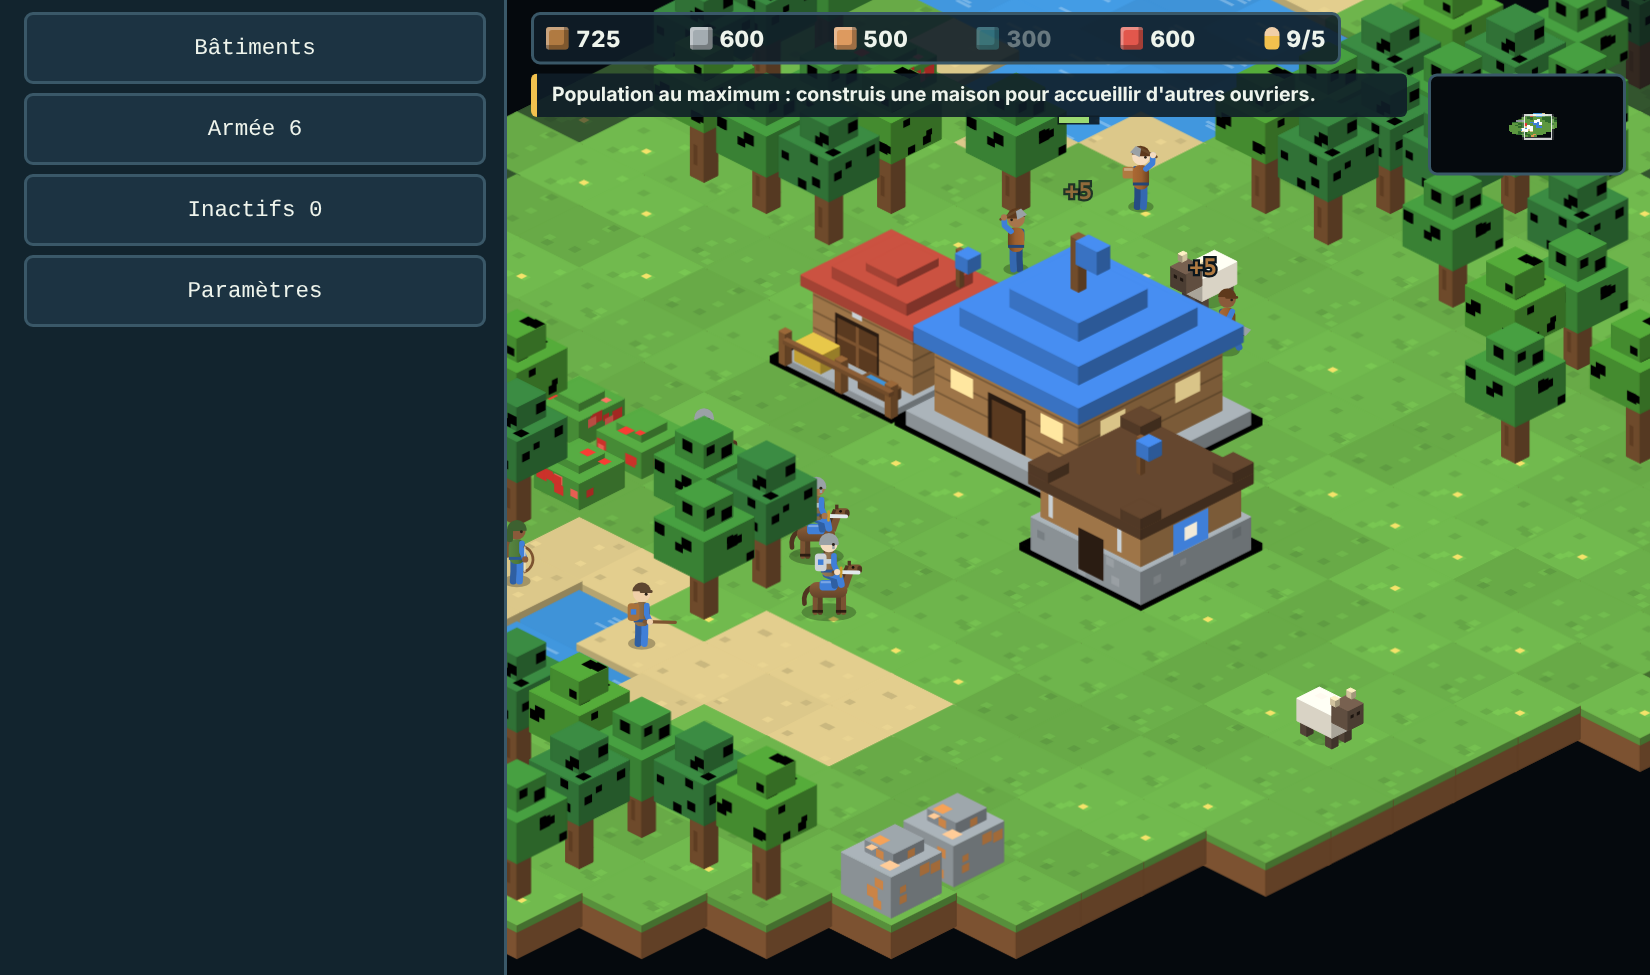 Bâtiments
Armée 6
Inactifs 0
Paramètres
725 600 500 300 600 9/5
Population au maximum : construis une maison pour accueillir d'autres ouvriers.
+5
+5